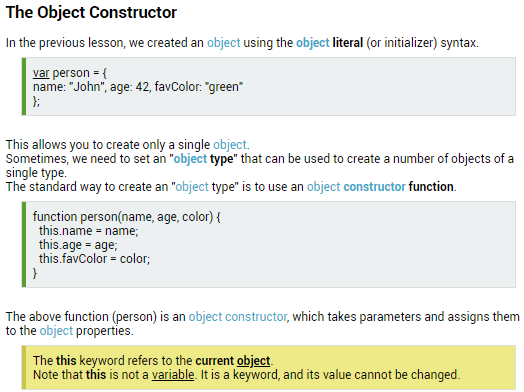 The Object Constructor
In the previous lesson, we created an object using the object literal (or initializer) syntax.
var person = {
name: "John", age: 42, favColor: "green"
};
This allows you to create only a single object.
Sometimes, we need to set an "object type" that can be used to create a number of objects of a
single type.
The standard way to create an "object type" is to use an object constructor function.
function person(name, age, color) {
this.name = name;
this.age = age;
this.favColor = color;
}
The above function (person) is an object constructor, which takes parameters and assigns them
to the object properties.
The this keyword refers to the current object.
Note that this is not a variable. It is a keyword, and its value cannot be changed.